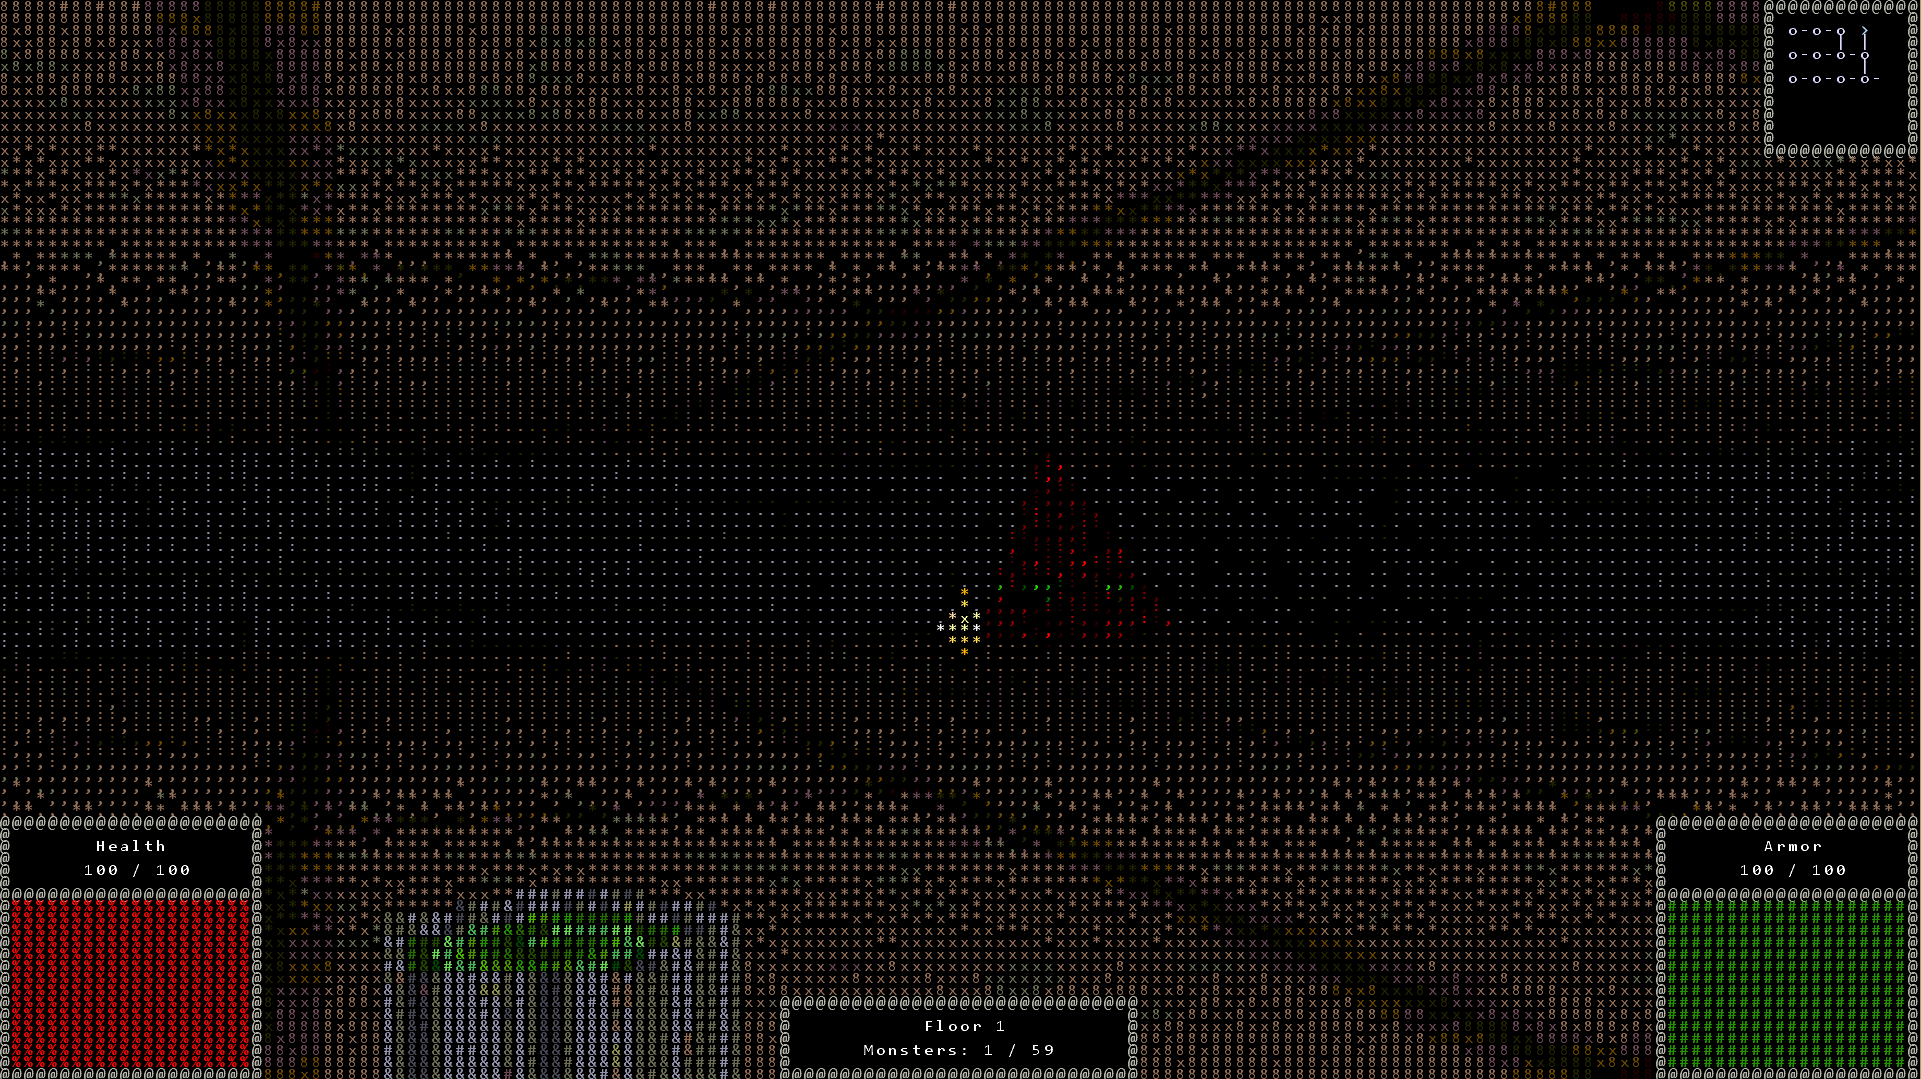 Health
100 / 100
Floor 1
Monsters: 1 / 59
Armor
100 / 100